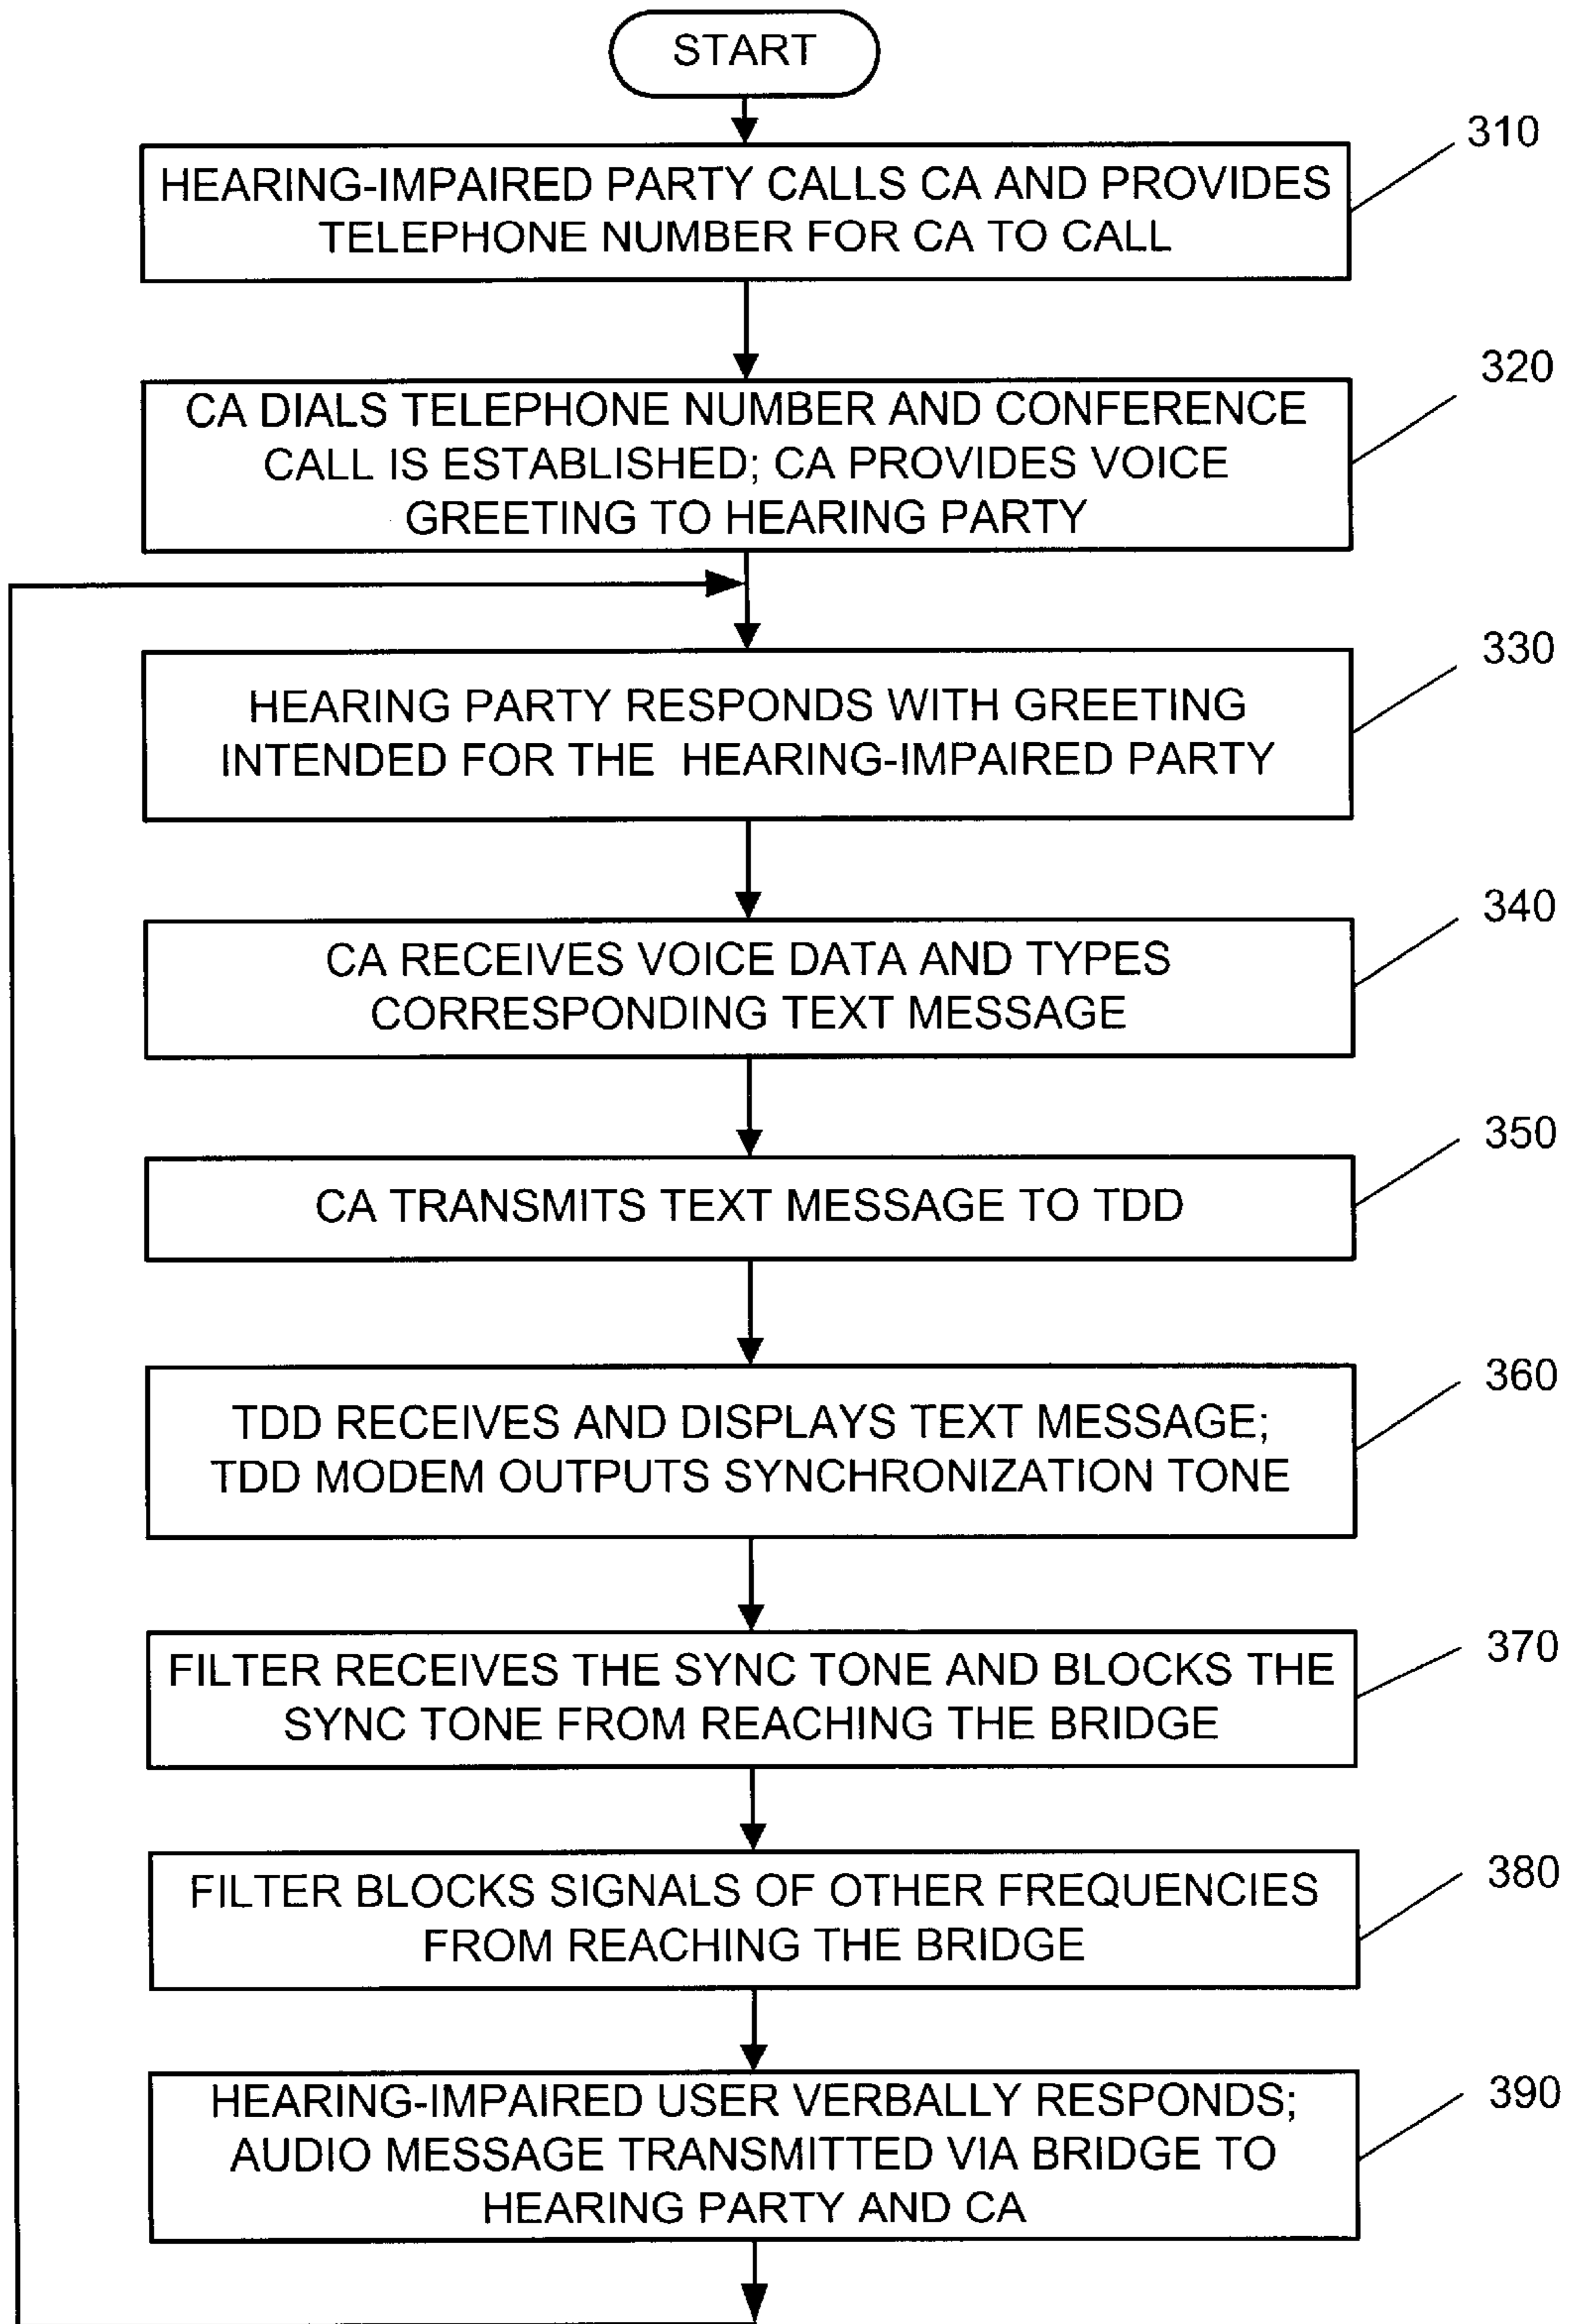 START
310
HEARING-IMPAIRED PARTY CALLS CA AND PROVIDES
TELEPHONE NUMBER FOR CA TO CALL
320
CA DIALS TELEPHONE NUMBER AND CONFERENCE
CALL IS ESTABLISHED; CA PROVIDES VOICE
GREETING TO HEARING PARTY
330
HEARING PARTY RESPONDS WITH GREETING
INTENDED FOR THE HEARING-IMPAIRED PARTY
340
CA RECEIVES VOICE DATA AND TYPES
CORRESPONDING TEXT MESSAGE
350
CA TRANSMITS TEXT MESSAGE TO TDD
360
TDD RECEIVES AND DISPLAYS TEXT MESSAGE;
TDD MODEM OUTPUTS SYNCHRONIZATION TONE
370
FILTER RECEIVES THE SYNC TONE AND BLOCKS THE
SYNC TONE FROM REACHING THE BRIDGE
380
FILTER BLOCKS SIGNALS OF OTHER FREQUENCIES
FROM REACHING THE BRIDGE
390
HEARING-IMPAIRED USER VERBALLY RESPONDS;
AUDIO MESSAGE TRANSMITTED VIA BRIDGE TO
HEARING PARTY AND CA